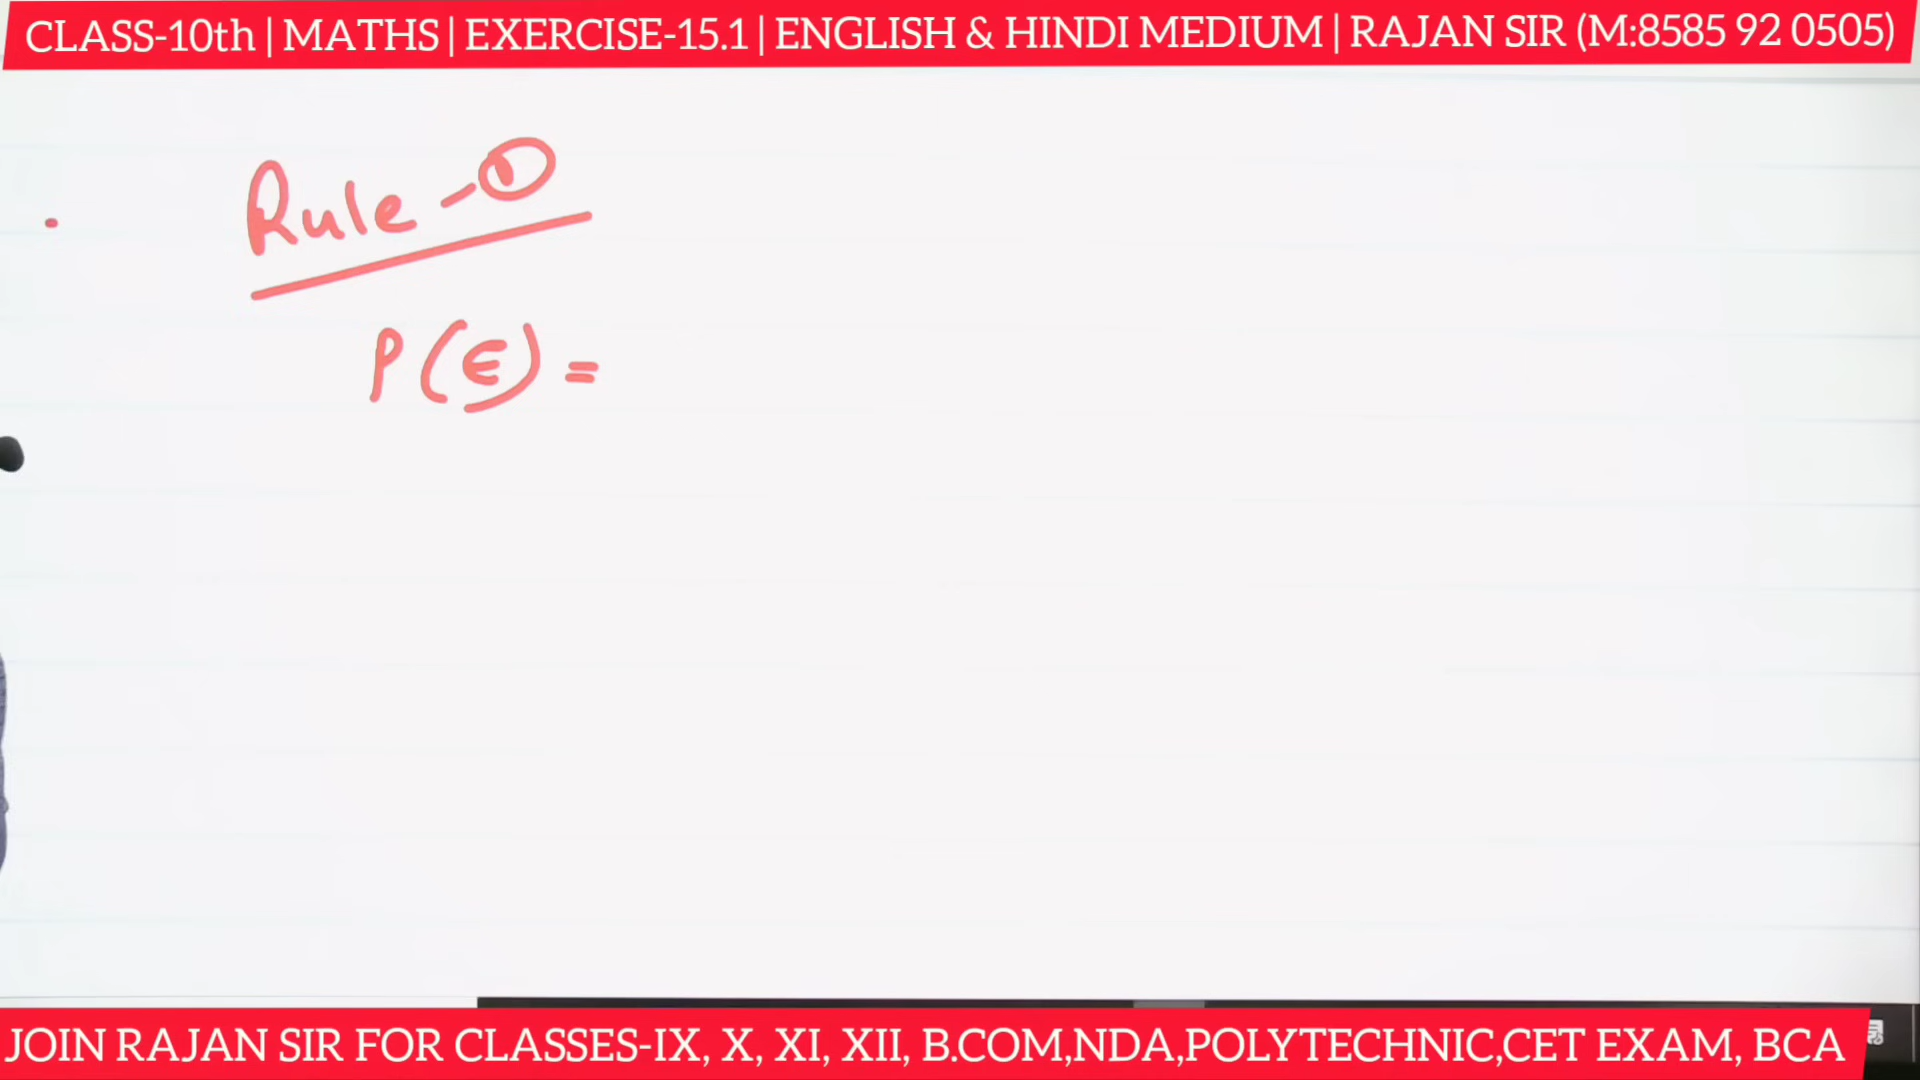 CLASS-10th | MATHS | EXERCISE-15.1 | ENGLISH & HINDI MEDIUM | RAJAN SIR (M:8585 92 0505)
Rule-①
P(E) =
JOIN RAJAN SIR FOR CLASSES-IX, X, XI, XII, B.COM,NDA,POLYTECHNIC,CET EXAM, BCA